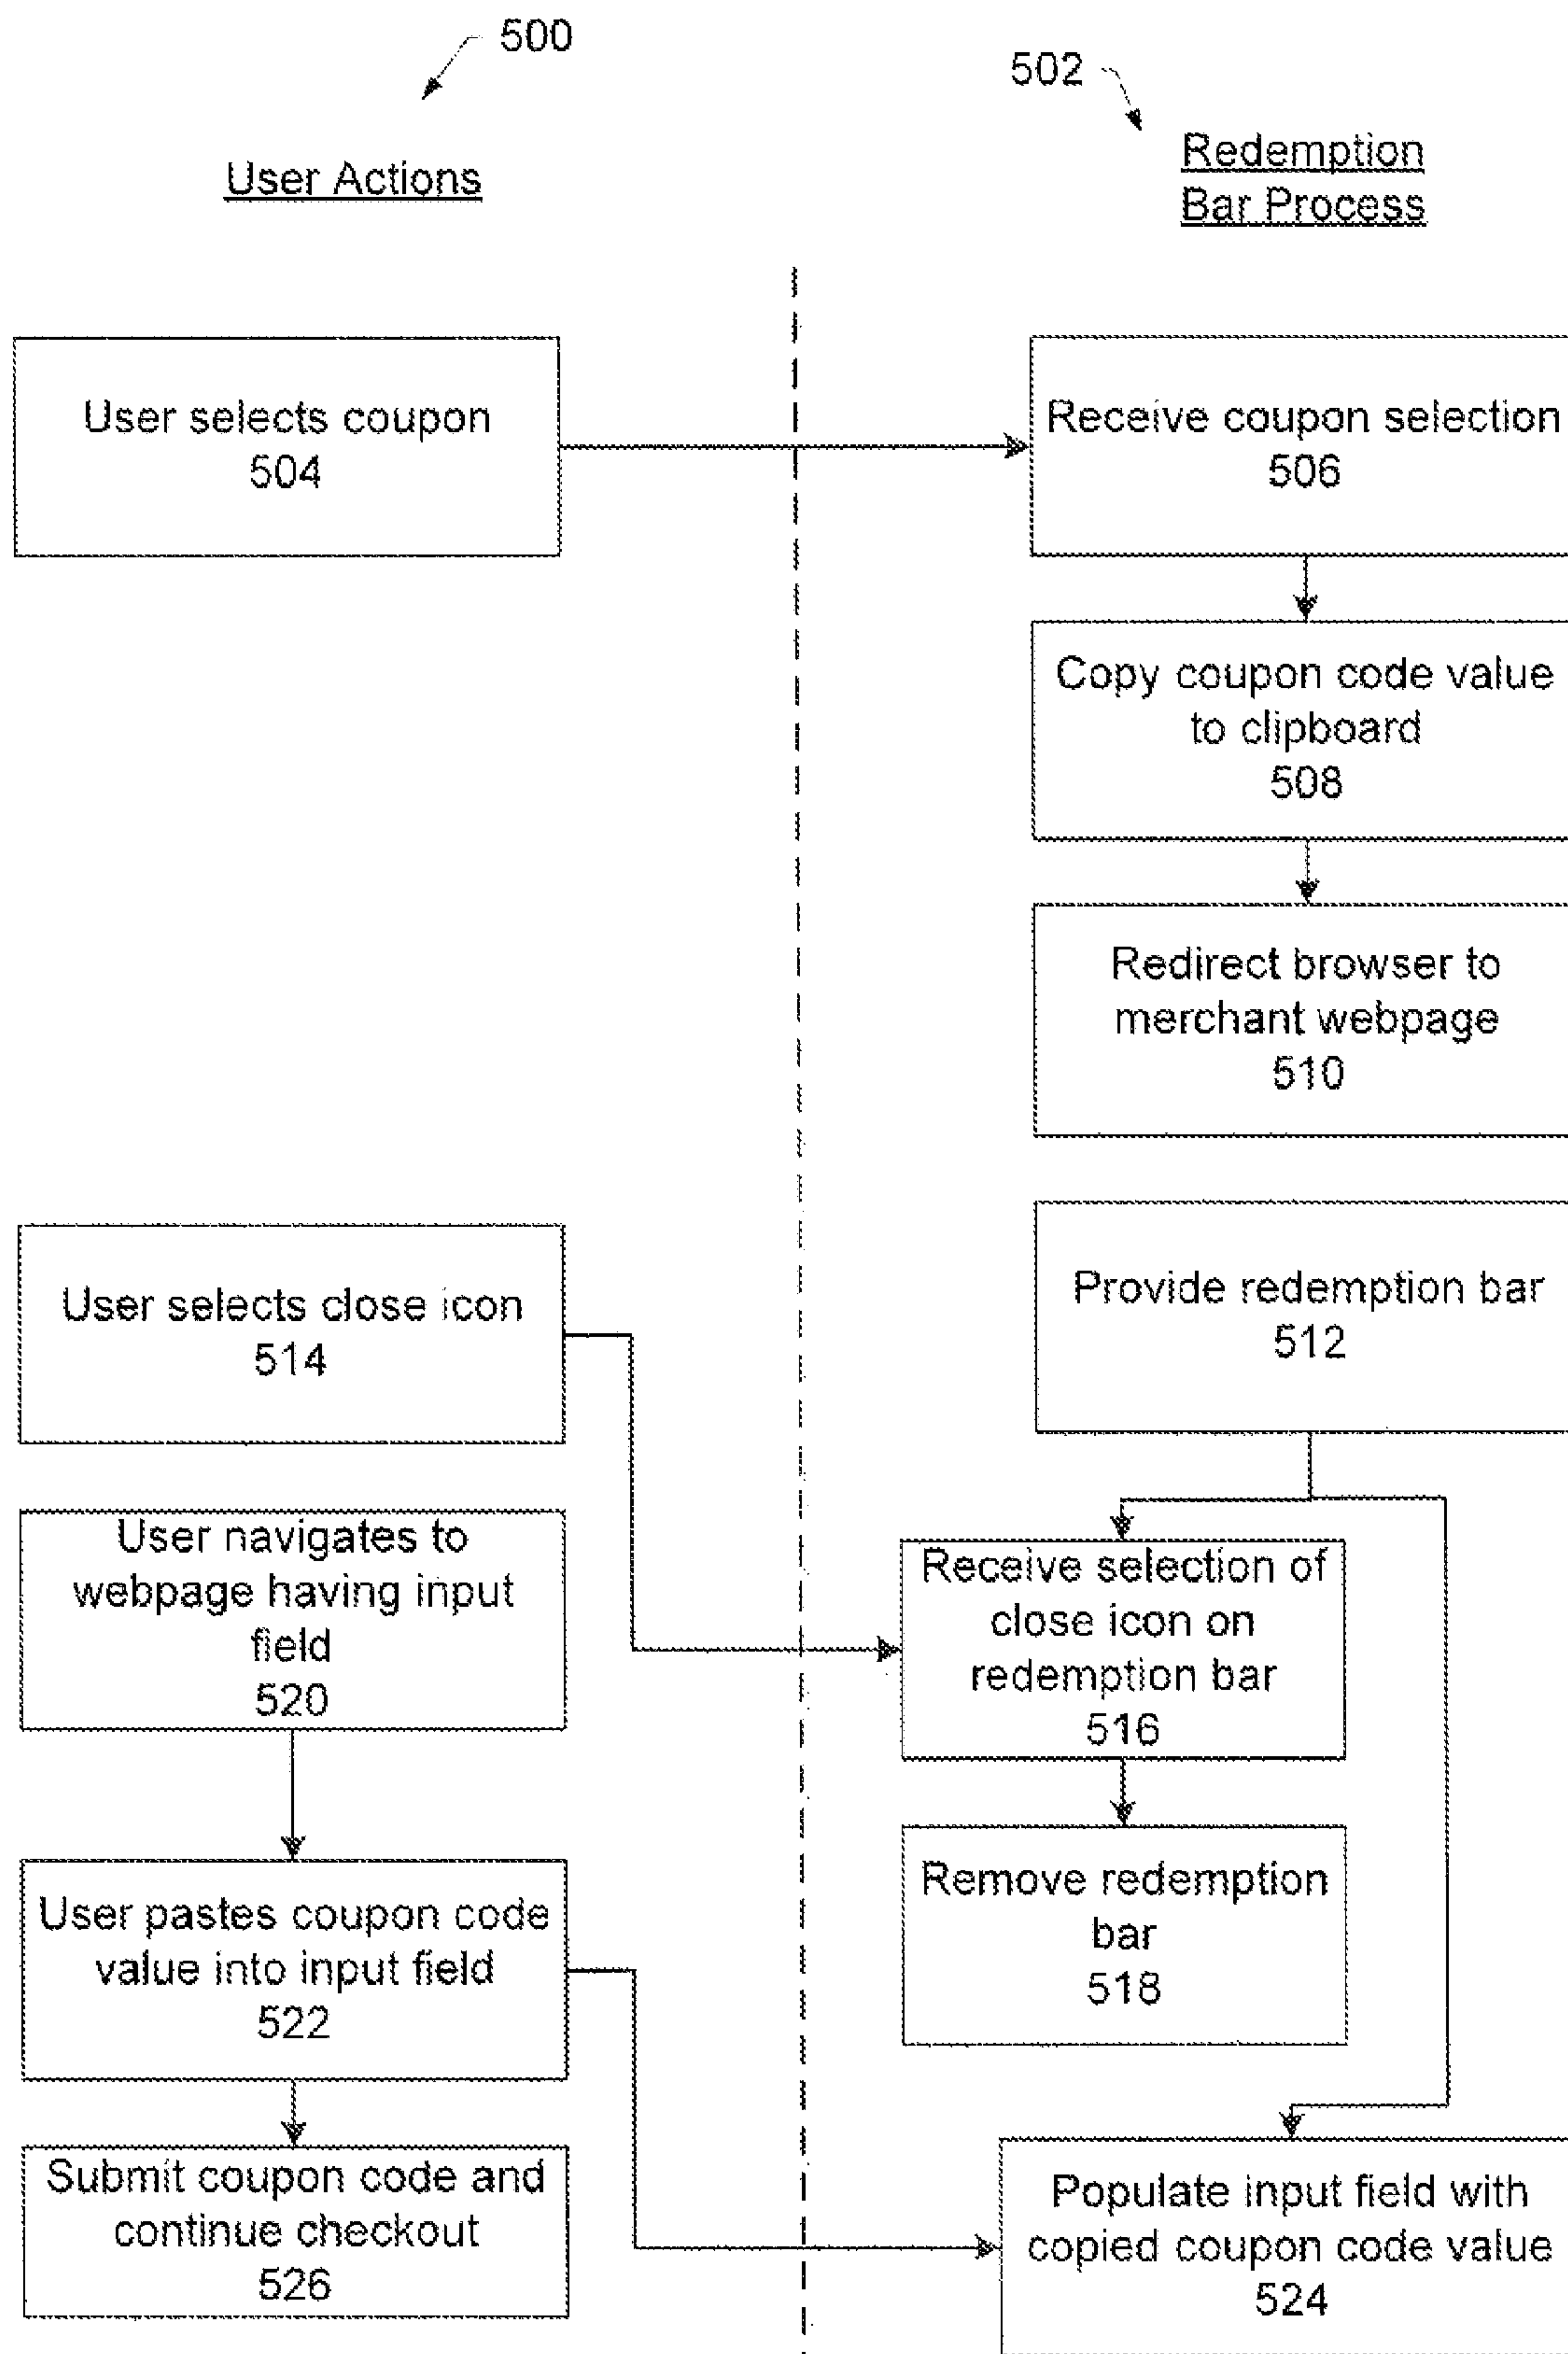 500
502
User Actions
Redemption
Bar Process
User selects coupon
504
Receive coupon selection
506
Copy coupon code value
to clipboard
508
Redirect browser to
merchant webpage
510
Provide redemption bar
512
User selects close icon
514
User navigates to
webpage having input
field
520
Receive selection of
close icon on
redemption bar
516
User pastes coupon code
value into input field
522
Remove redemption
bar
518
Submit coupon code and
continue checkout
526
Populate input field with
copied coupon code value
524